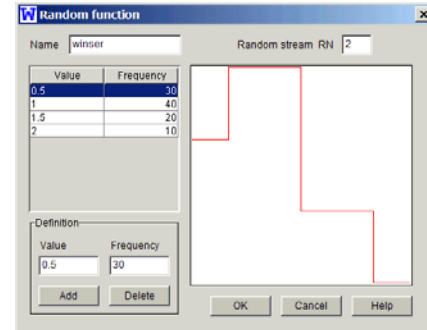 Random function
Name winser Random stream RN 2
Value Frequency
0.5 30
1 40
1.5 20
2 10
Definition
Value Frequency
0.5 30
Add Delete
OK Cancel Help